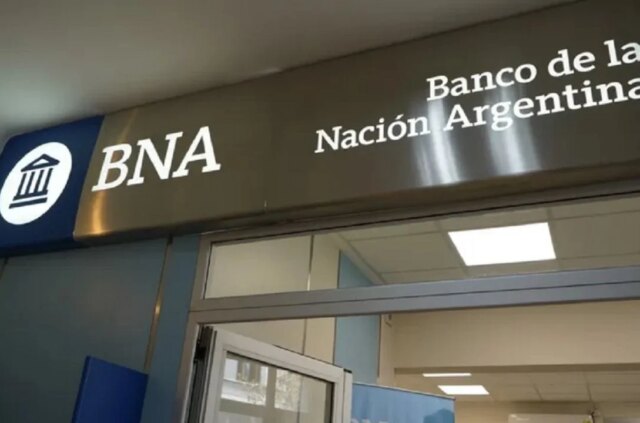 BNA
Banco de la
Nación Argentina